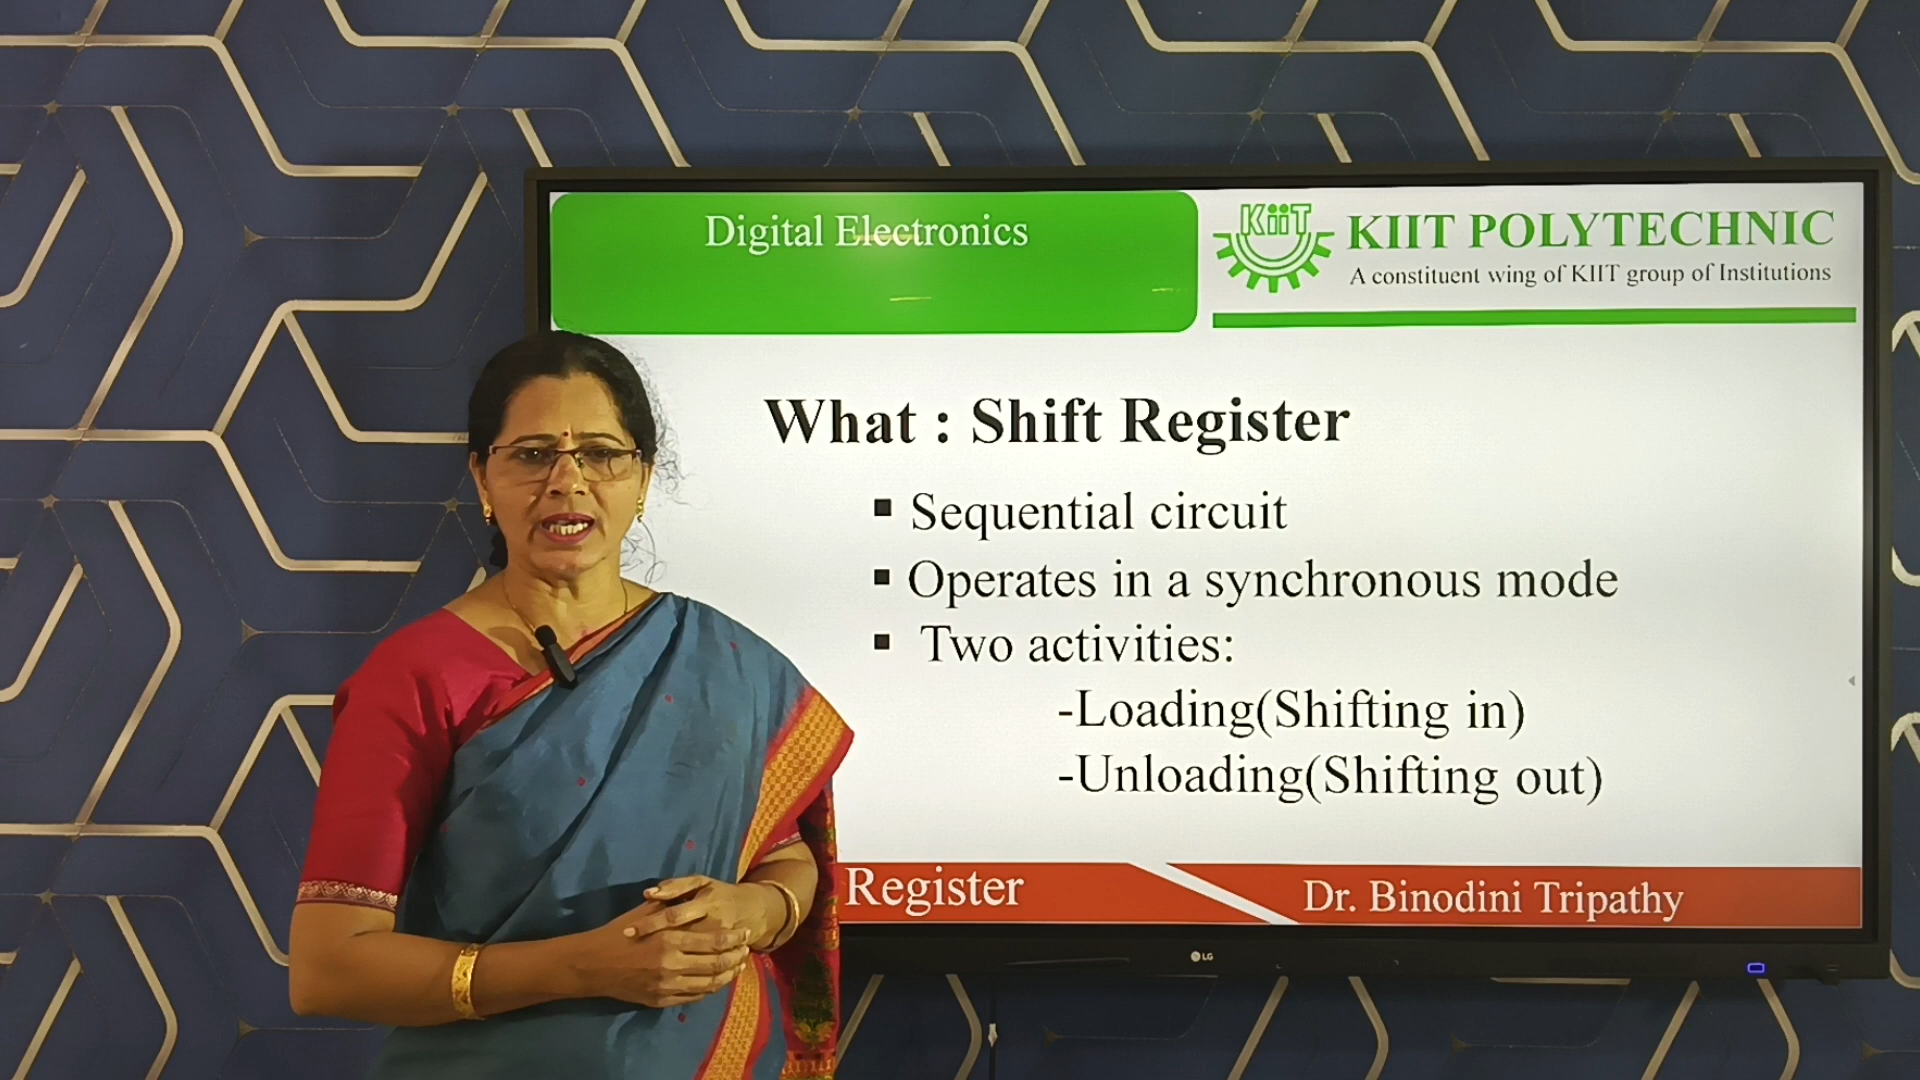 Digital Electronics
KiiT
KIIT POLYTECHNIC
A constituent wing of KIIT group of Institutions
What : Shift Register
▪ Sequential circuit
▪ Operates in a synchronous mode
▪ Two activities:
-Loading(Shifting in)
-Unloading(Shifting out)
Register
Dr. Binodini Tripathy
LG